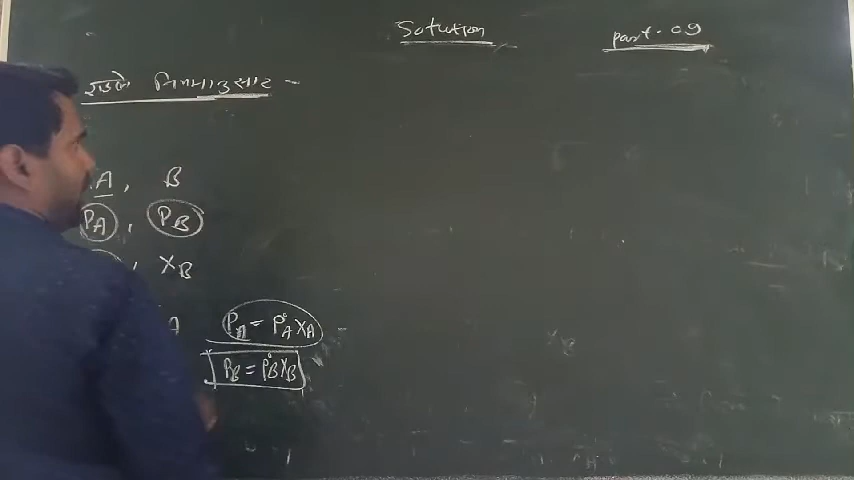 Solution
part - 09
राउले नियमानुसार -
A, B
PA, PB
, XB
A
PA = P°A XA
PB = P°B XB